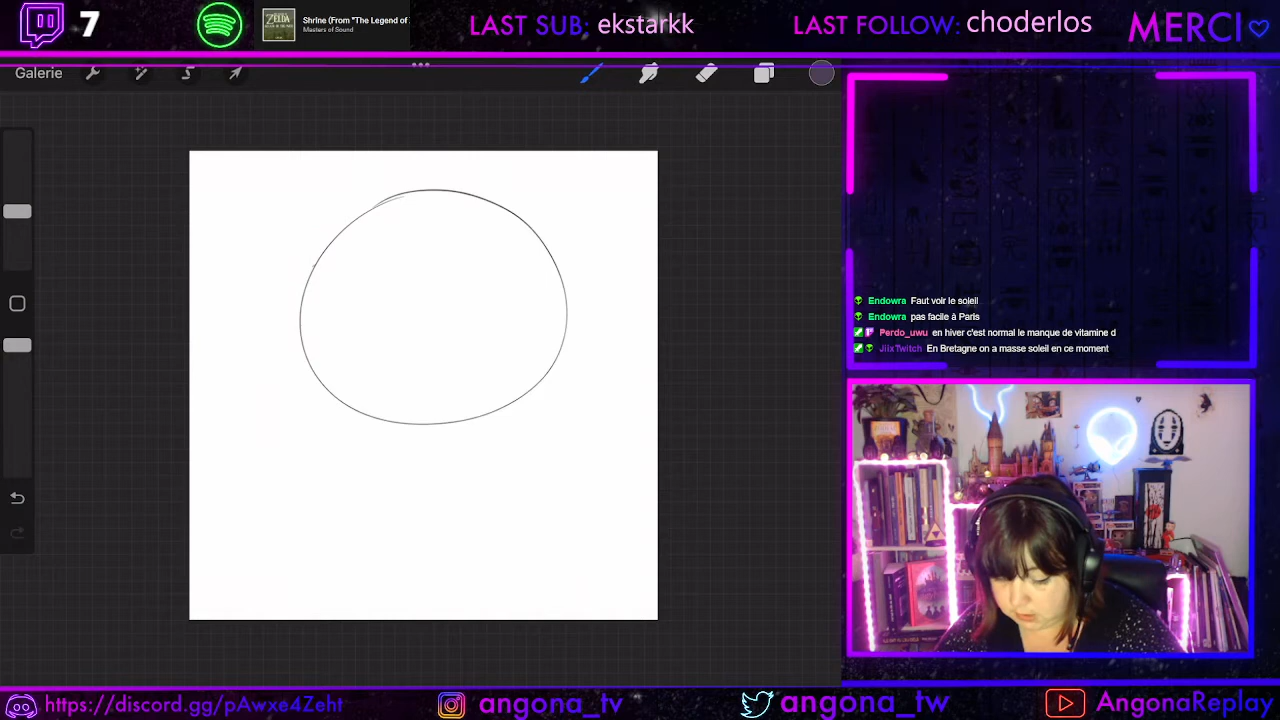 7
Shrine (From "The Legend of
Masters of Sound
LAST SUB: ekstarkk
LAST FOLLOW: choderlos
MERCI
Galerie
Endowra Faut voir le soleil
Endowra pas facile à Paris
Perdo_uwu en hiver c'est normal le manque de vitamine d
JilxTwitch En Bretagne on a masse soleil en ce moment
https://discord.gg/pAwxe4Zeht
angona_tv
angona_tw
AngonaReplay